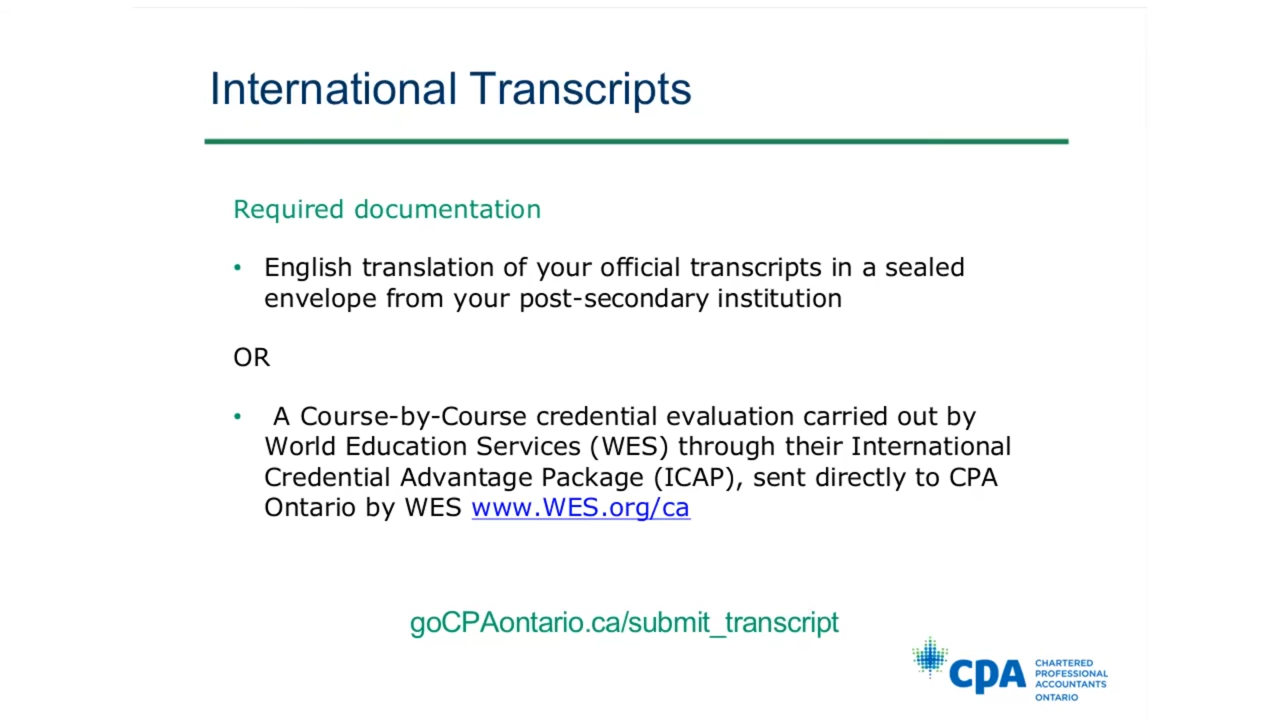 International Transcripts
Required documentation
• English translation of your official transcripts in a sealed
envelope from your post-secondary institution
OR
• A Course-by-Course credential evaluation carried out by
World Education Services (WES) through their International
Credential Advantage Package (ICAP), sent directly to CPA
Ontario by WES www.WES.org/ca
goCPAontario.ca/submit_transcript
CPA
CHARTERED
PROFESSIONAL
ACCOUNTANTS
ONTARIO